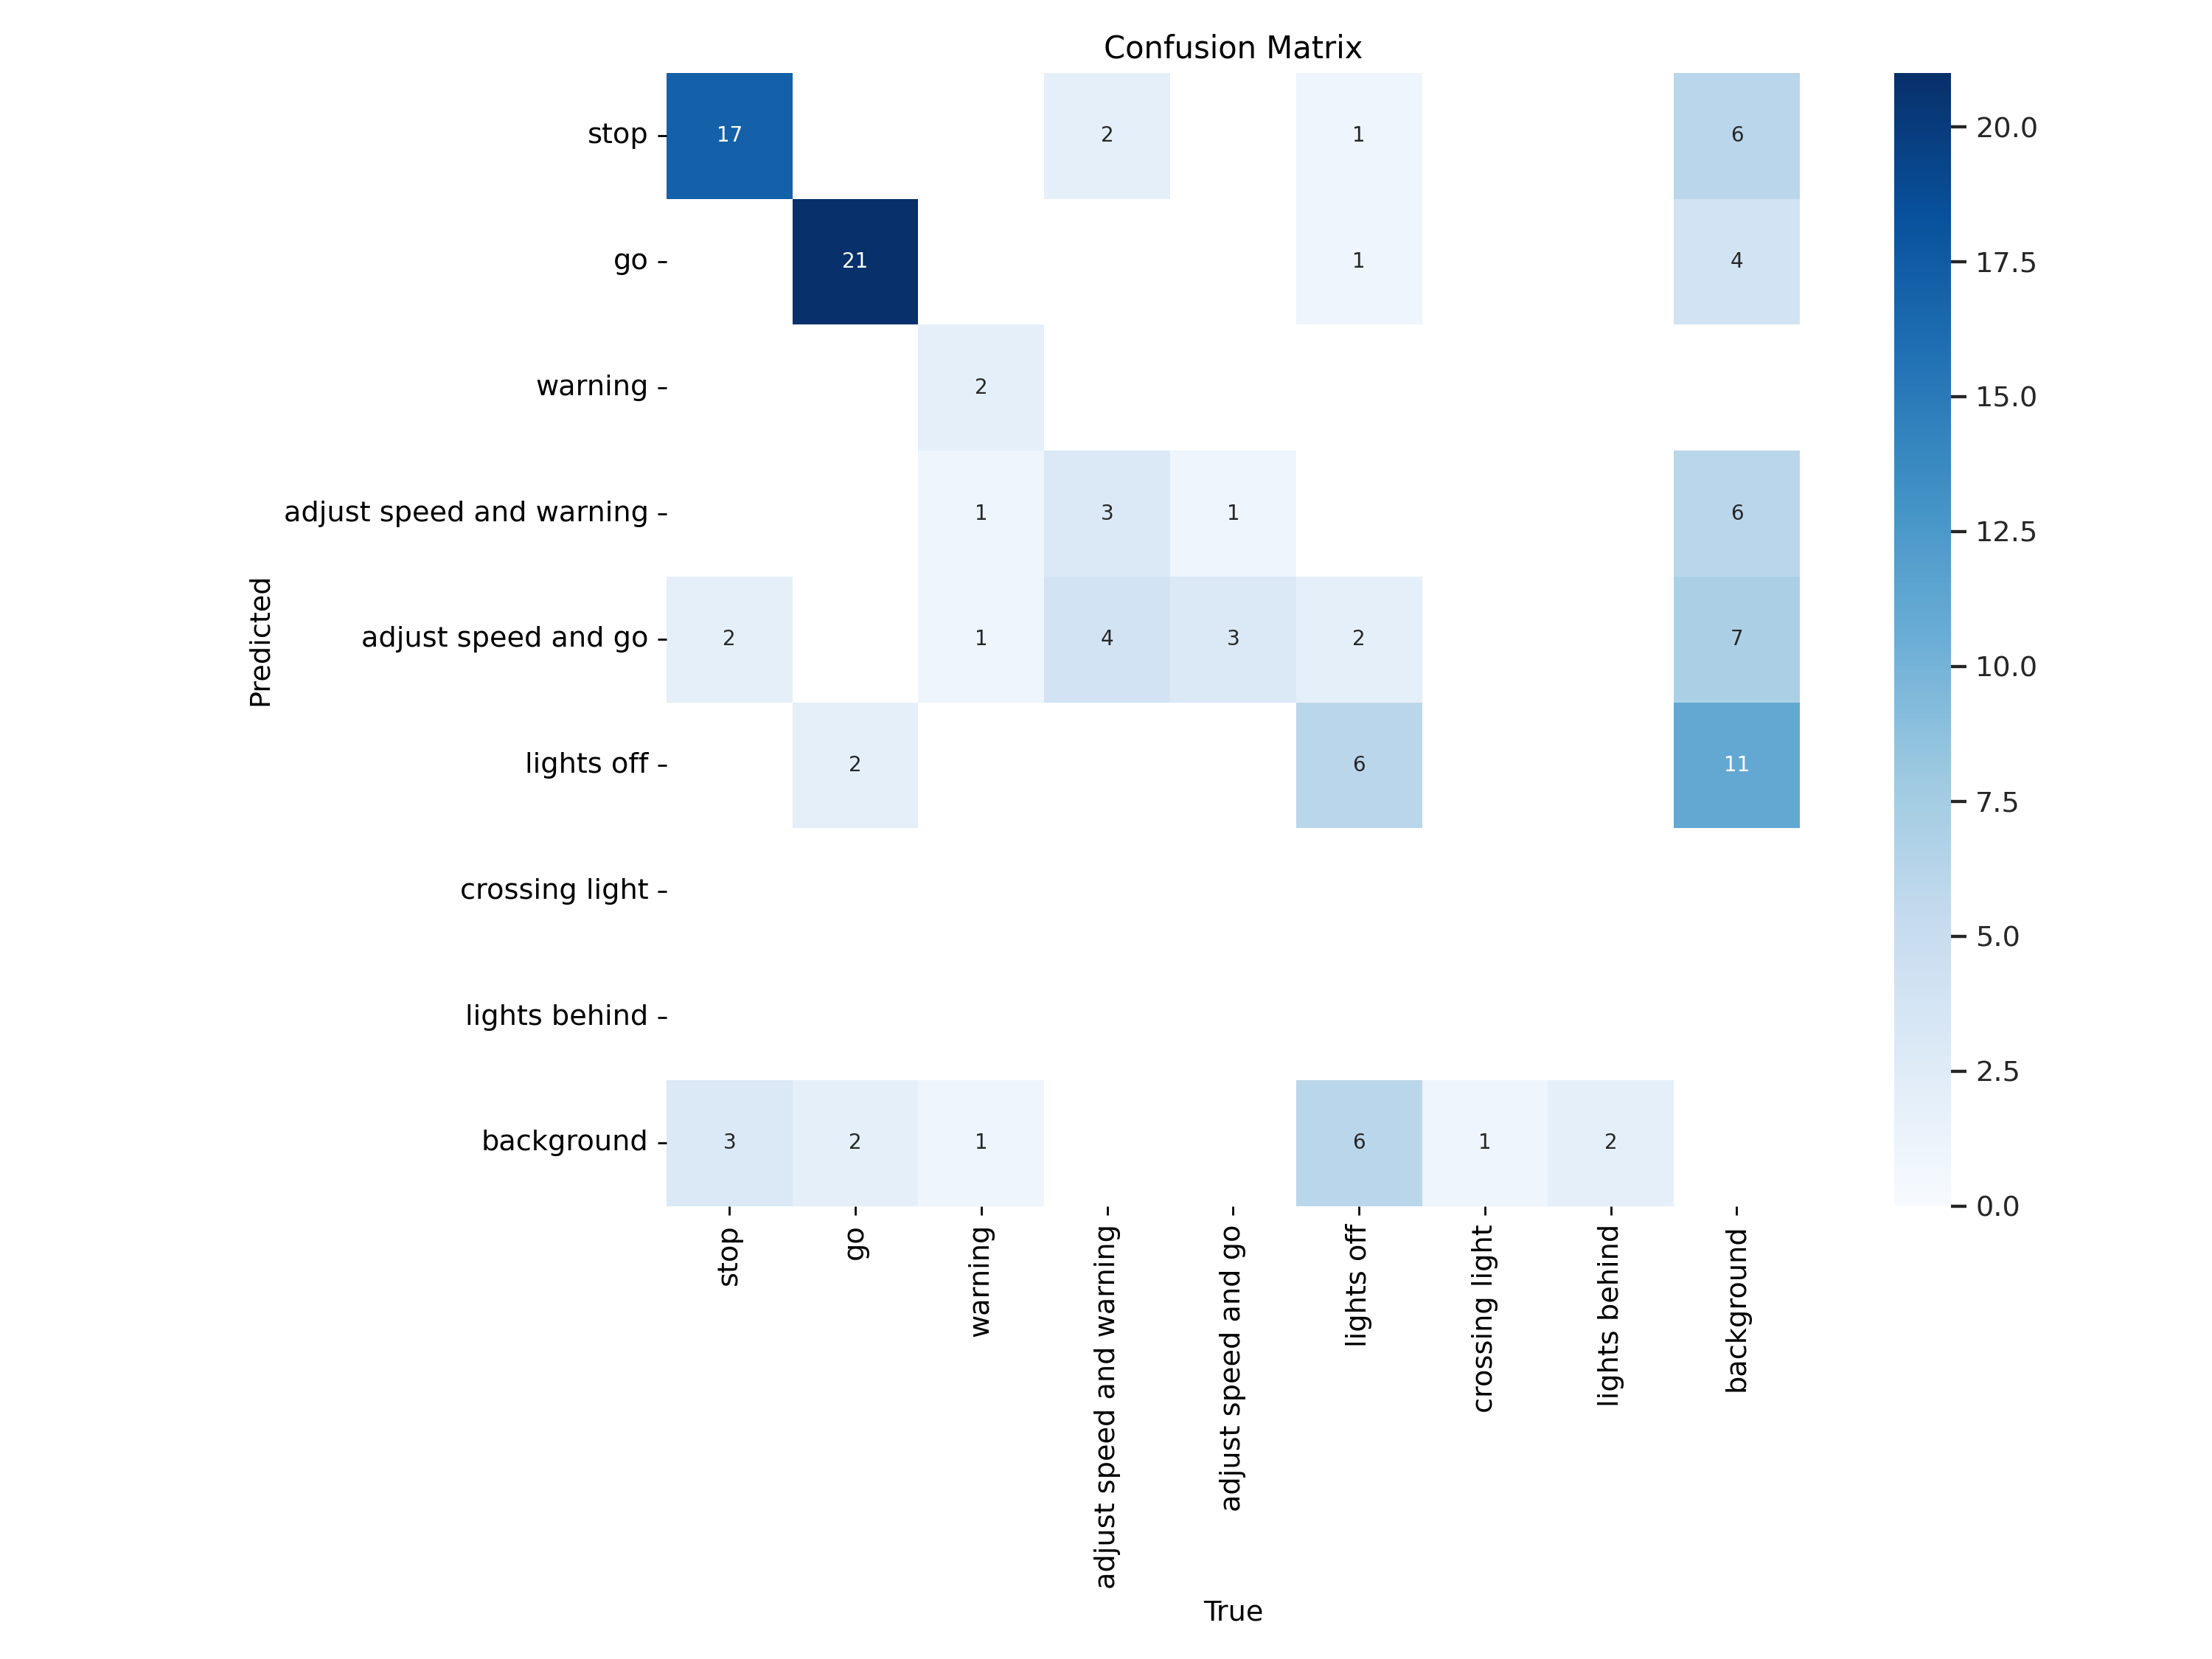 Confusion Matrix
stop 17 2 1 6 20.0
go 21 1 4 17.5
warning 2 15.0
adjust speed and warning 1 3 1 6 12.5
Predicted
adjust speed and go 2 1 4 3 2 7 10.0
lights off 2 6 11 7.5
crossing light 5.0
lights behind 2.5
background 3 2 1 6 1 2 0.0
stop
go
warning
adjust speed and warning
adjust speed and go
lights off
crossing light
lights behind
background
True